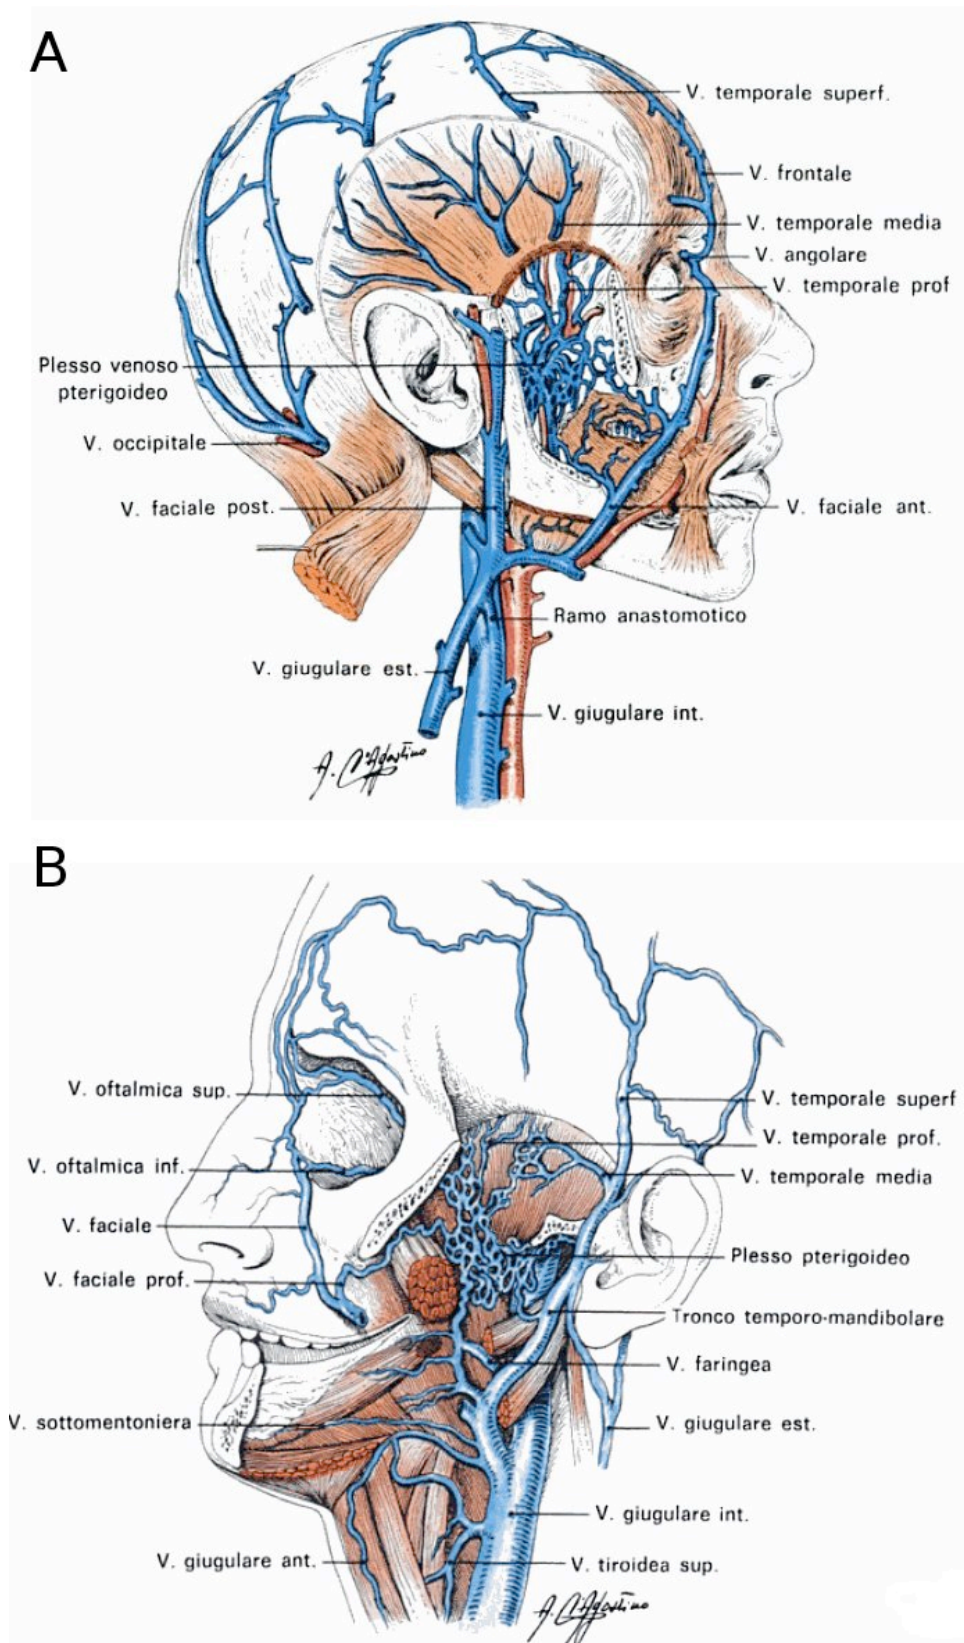 A
V. temporale superf.
V. frontale
V. temporale media
V. angolare
V. temporale prof
Plesso venoso
pterigoideo
V. occipitale
V. faciale post.
V. faciale ant.
Ramo anastomotico
V. giugulare est.
V. giugulare int.
A. D'Agostino
B
V. oftalmica sup.
V. temporale superf
V. temporale prof.
V. oftalmica inf.
V. temporale media
V. faciale
Plesso pterigoideo
V. faciale prof.
Tronco temporo-mandibolare
V. faringea
V. sottomentoniera
V. giugulare est.
V. giugulare int.
V. giugulare ant.
V. tiroidea sup.
A. D'Agostino